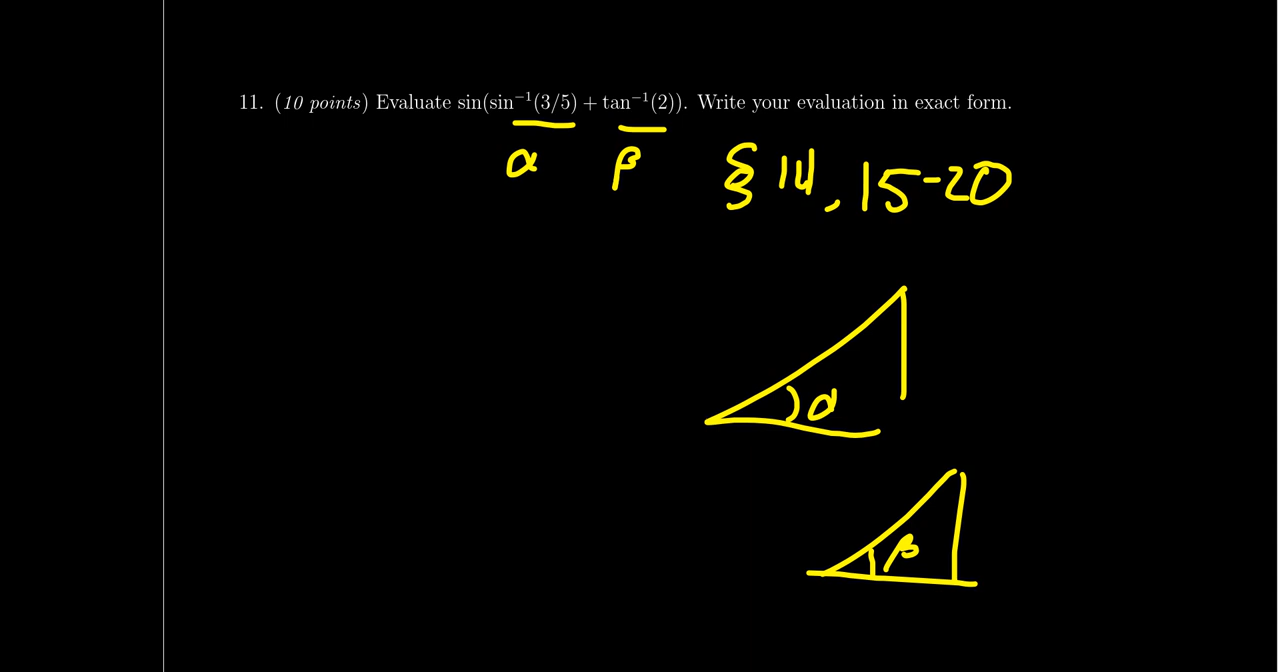 11. (10 points) Evaluate sin(sin⁻¹(3/5) + tan⁻¹(2)). Write your evaluation in exact form.
α β § 14, 15-20
α
β